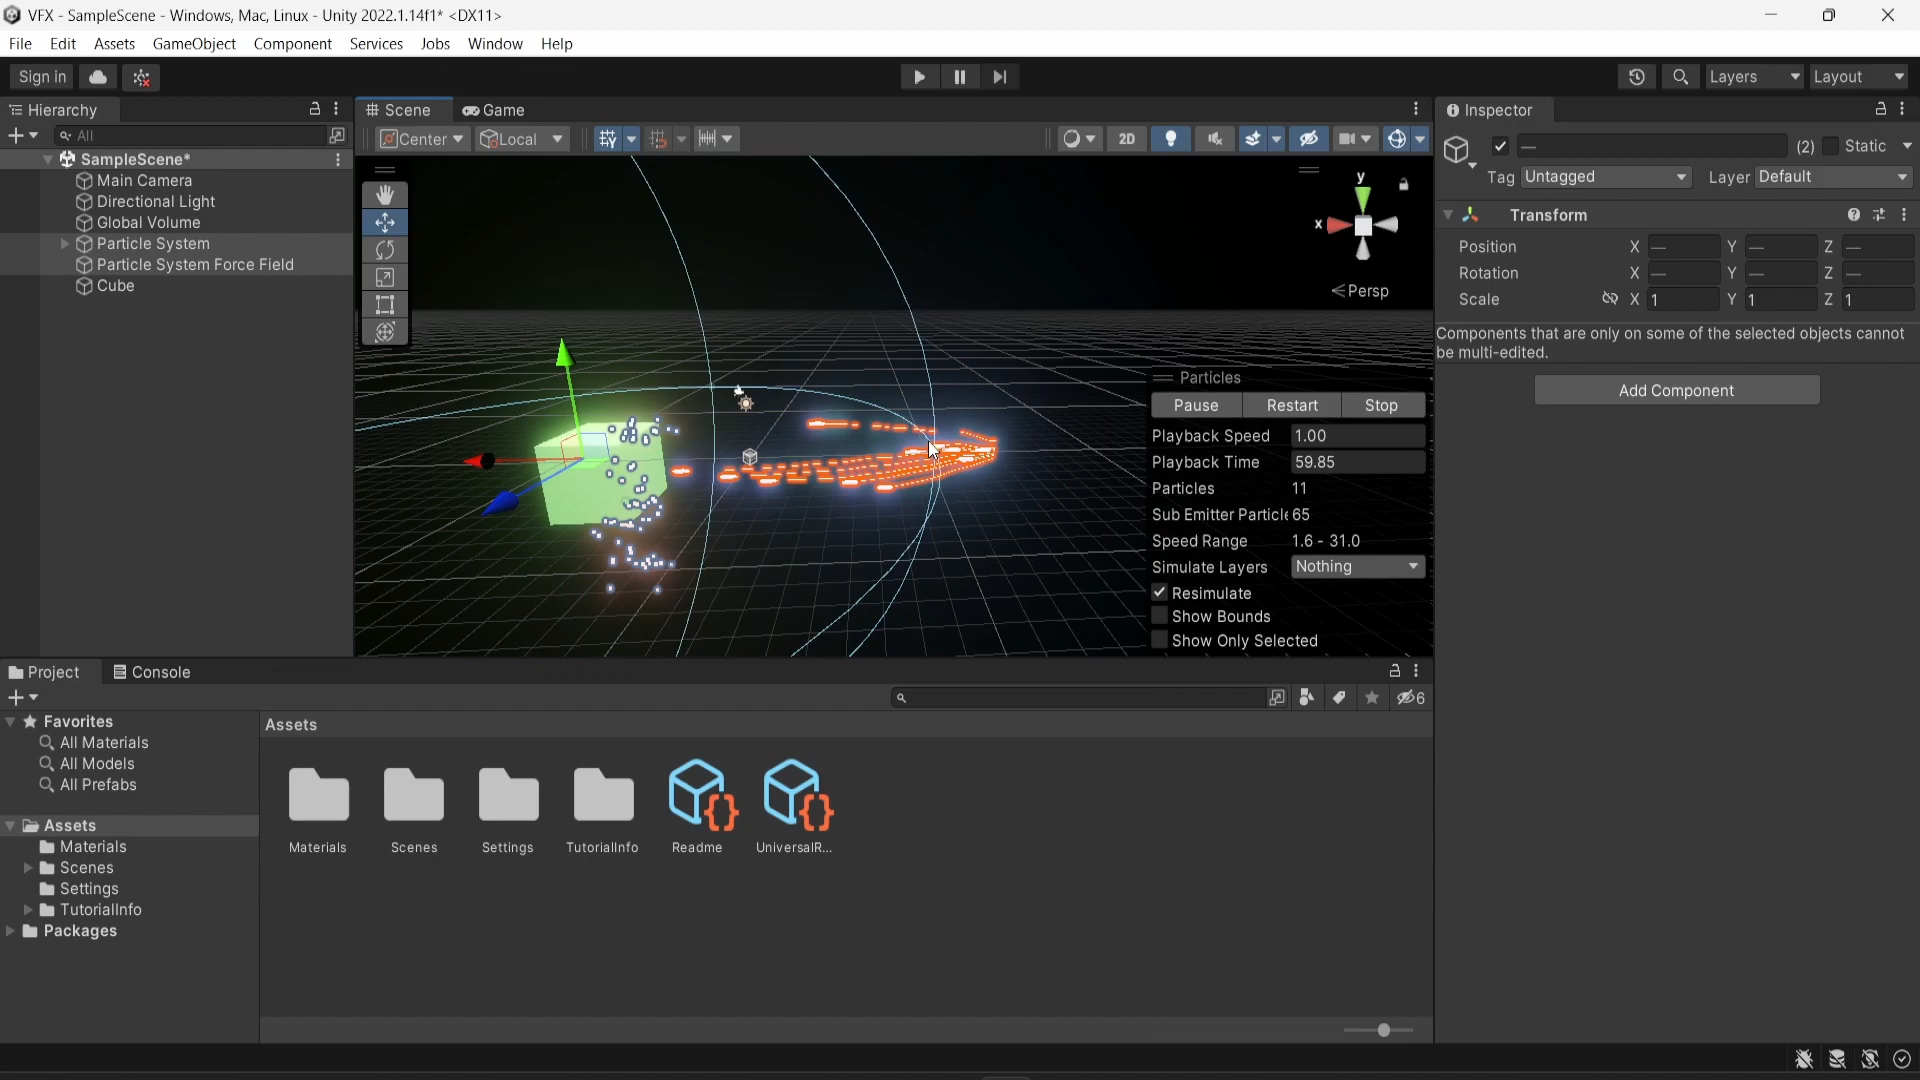 VFX - SampleScene - Windows, Mac, Linux - Unity 2022.1.14f1* <DX11>
File Edit Assets GameObject Component Services Jobs Window Help
Sign in Layers Layout
Hierarchy
All
SampleScene*
Main Camera
Directional Light
Global Volume
Particle System
Particle System Force Field
Cube
Scene Game
Center Local 2D
y
x
Persp
Particles
Pause Restart Stop
Playback Speed 1.00
Playback Time 59.85
Particles 11
Sub Emitter Particle 65
Speed Range 1.6 - 31.0
Simulate Layers Nothing
Resimulate
Show Bounds
Show Only Selected
Inspector
— (2) Static
Tag Untagged Layer Default
Transform
Position X — Y — Z —
Rotation X — Y — Z —
Scale X 1 Y 1 Z 1
Components that are only on some of the selected objects cannot
be multi-edited.
Add Component
Project Console
6
Favorites
All Materials
All Models
All Prefabs
Assets
Materials
Scenes
Settings
TutorialInfo
Packages
Assets
Materials Scenes Settings TutorialInfo Readme UniversalR...